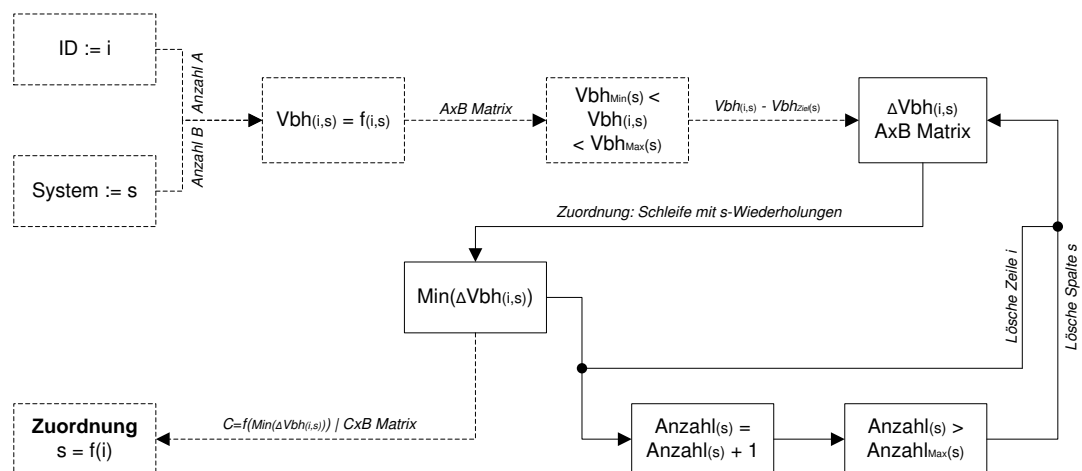 ID := i
Anzahl A
Anzahl B
System := s
Vbh(i,s) = f(i,s)
AxB Matrix
VbhMin(s) <
Vbh(i,s)
< VbhMax(s)
Vbh(i,s) - VbhZiel(s)
ΔVbh(i,s)
AxB Matrix
Zuordnung: Schleife mit s-Wiederholungen
Min(ΔVbh(i,s))
Lösche Zeile i
Lösche Spalte s
C=f(Min(ΔVbh(i,s))) | CxB Matrix
Zuordnung
s = f(i)
Anzahl(s) =
Anzahl(s) + 1
Anzahl(s) >
AnzahlMax(s)